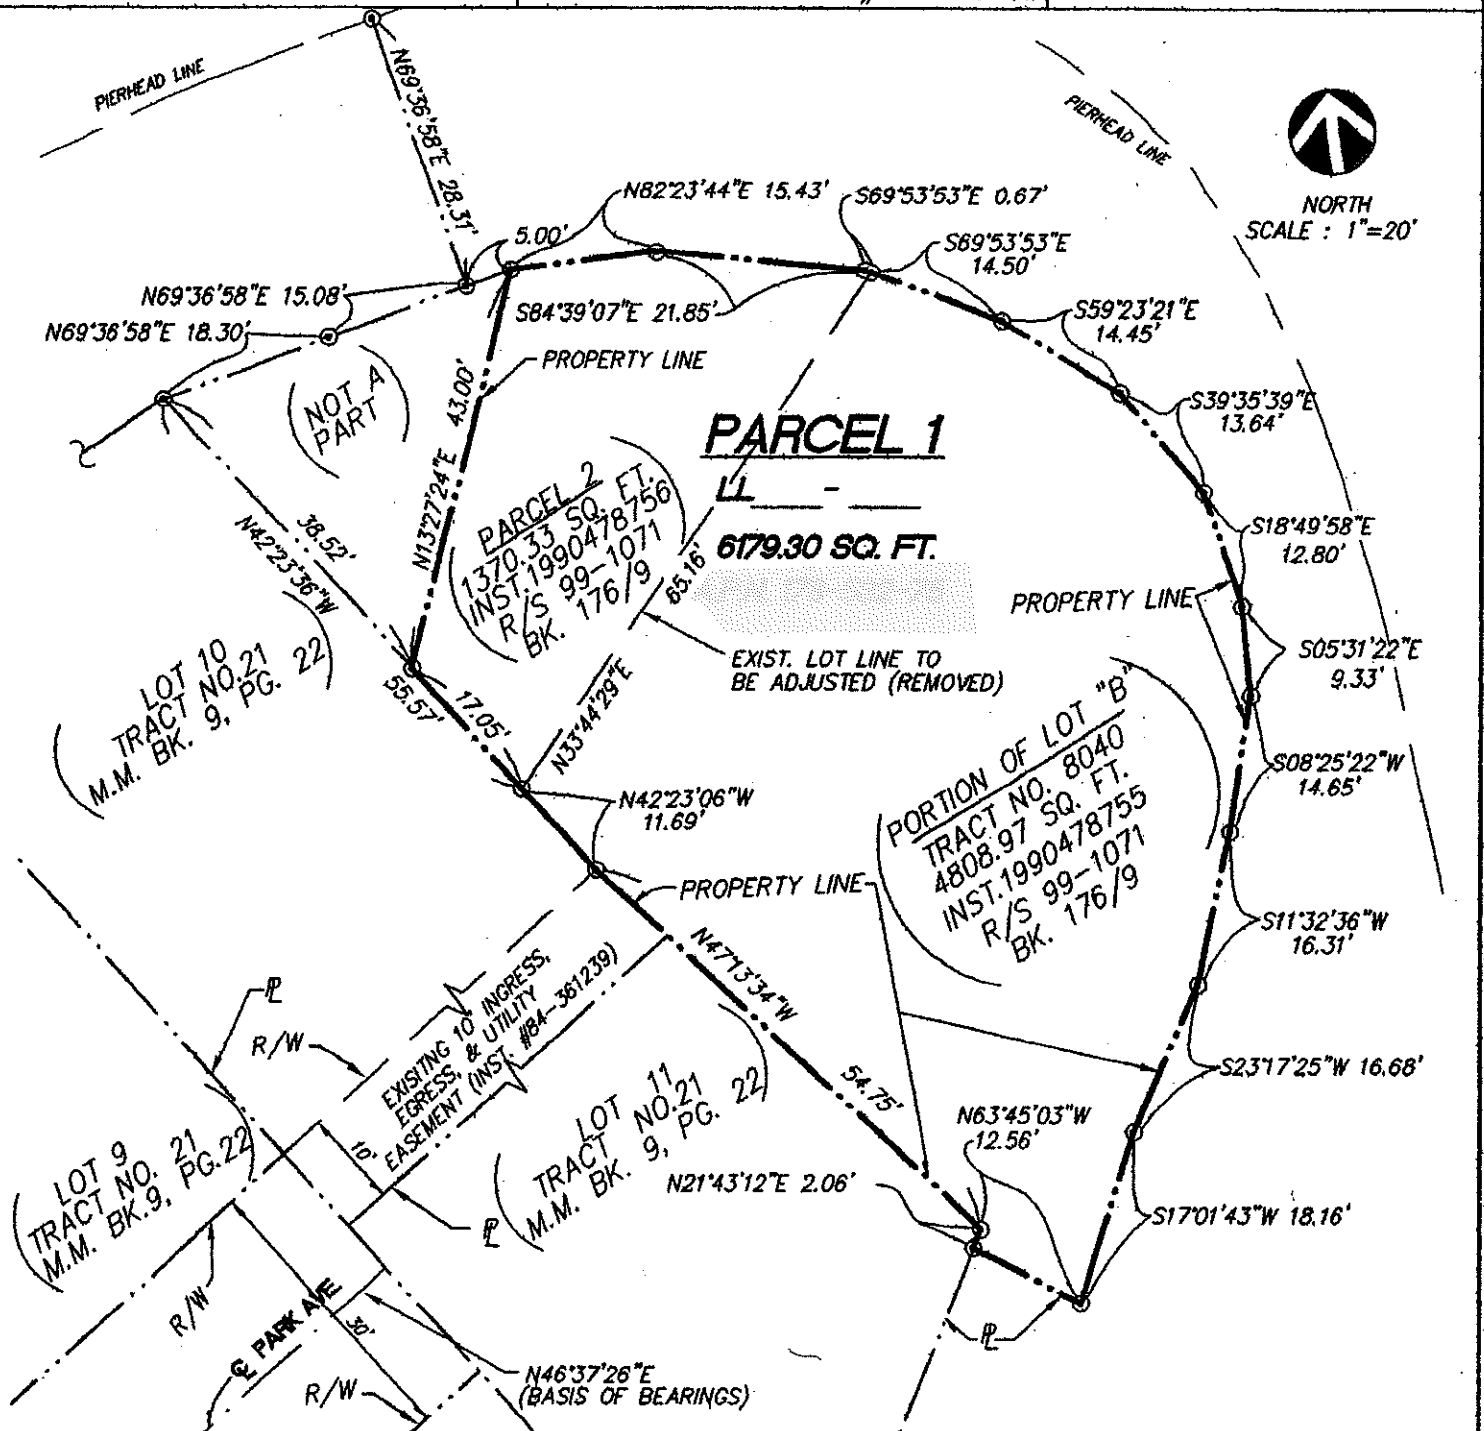 PIERHEAD LINE
N69°36'58"E 28.31'
PIERHEAD LINE
NORTH
SCALE : 1"=20'
N82°23'44"E 15.43'
S69°53'53"E 0.67'
5.00'
S69°53'53"E
14.50'
N69°36'58"E 15.08'
N69°36'58"E 18.30'
S84°39'07"E 21.85'
S59°23'21"E
14.45'
PROPERTY LINE
(NOT A
PART)
N13°27'24"E 43.00'
S39°35'39"E
13.64'
PARCEL 1
LL ___ - ___
6179.30 SQ. FT.
(PARCEL 2
1370.33 SQ. FT.
INST.1990478756
R/S 99-1071
BK. 176/9)
65.16'
N33°44'29"E
S18°49'58"E
12.80'
38.52'
N42°23'36"W
PROPERTY LINE
EXIST. LOT LINE TO
BE ADJUSTED (REMOVED)
S05°31'22"E
9.33'
(LOT 10
TRACT NO.21
M.M. BK. 9, PG. 22)
55.57'
17.05'
N42°23'06"W
11.69'
S08°25'22"W
14.65'
(PORTION OF LOT "B"
TRACT NO. 8040
4808.97 SQ. FT.
INST.1990478755
R/S 99-1071
BK. 176/9)
PROPERTY LINE
S11°32'36"W
16.31'
N47°13'34"W
54.75'
PL
R/W
EXISITNG 10' INGRESS,
EGRESS, & UTILITY
EASEMENT (INST. #84-361239)
S23°17'25"W 16.68'
(LOT 11
TRACT NO.21
M.M. BK. 9, PG. 22)
N63°45'03"W
12.56'
N21°43'12"E 2.06'
S17°01'43"W 18.16'
10'
(LOT 9
TRACT NO. 21
M.M. BK.9, PG.22)
PL
R/W
CL PARK AVE
30'
PL
N46°37'26"E
(BASIS OF BEARINGS)
R/W